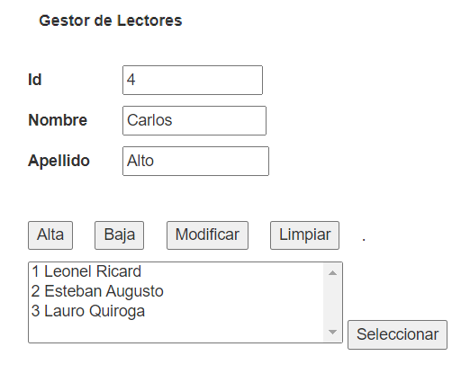 Gestor de Lectores
Id 4
Nombre Carlos
Apellido Alto
Alta Baja Modificar Limpiar .
1 Leonel Ricard
2 Esteban Augusto
3 Lauro Quiroga
Seleccionar